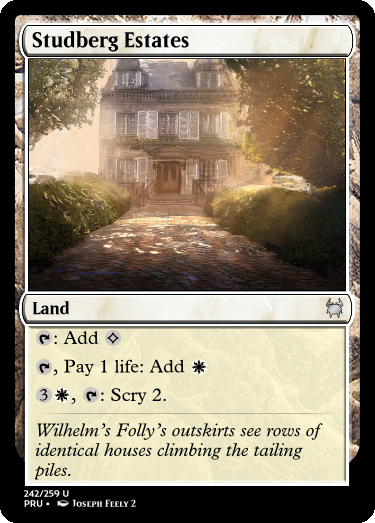 Studberg Estates
Land
: Add
, Pay 1 life: Add
3 , : Scry 2.
Wilhelm's Folly's outskirts see rows of
identical houses climbing the tailing
piles.
242/259 U
PRU • Joseph Feely 2